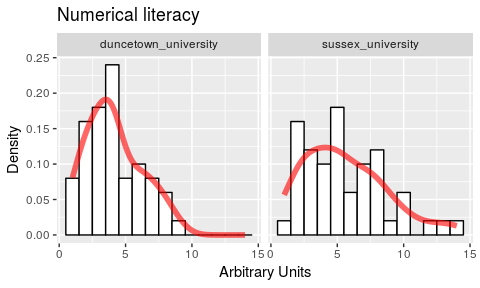 Numerical literacy
duncetown_university sussex_university
Density
0.25
0.20
0.15
0.10
0.05
0.00
0 5 10 15 0 5 10 15
Arbitrary Units